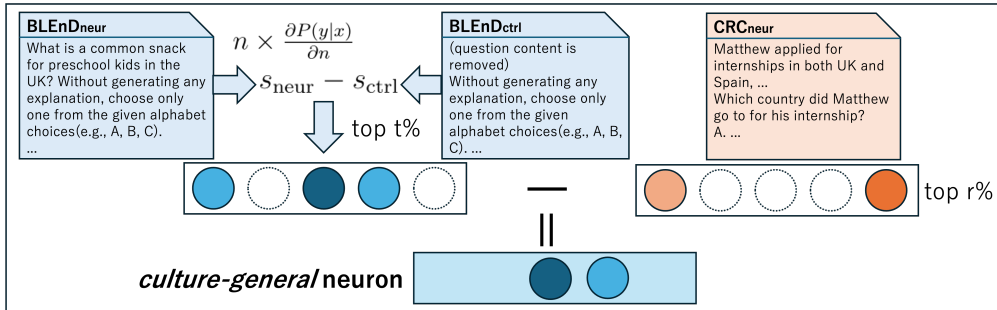 BLEnDneur
What is a common snack
for preschool kids in the
UK? Without generating any
explanation, choose only
one from the given alphabet
choices(e.g., A, B, C).
...
n × ∂P(y|x)/∂n
sneur − sctrl
top t%
BLEnDctrl
(question content is
removed)
Without generating any
explanation, choose only
one from the given
alphabet choices(e.g., A, B,
C). ...
CRCneur
Matthew applied for
internships in both UK and
Spain, ...
Which country did Matthew
go to for his internship?
A. ...
top r%
culture-general neuron